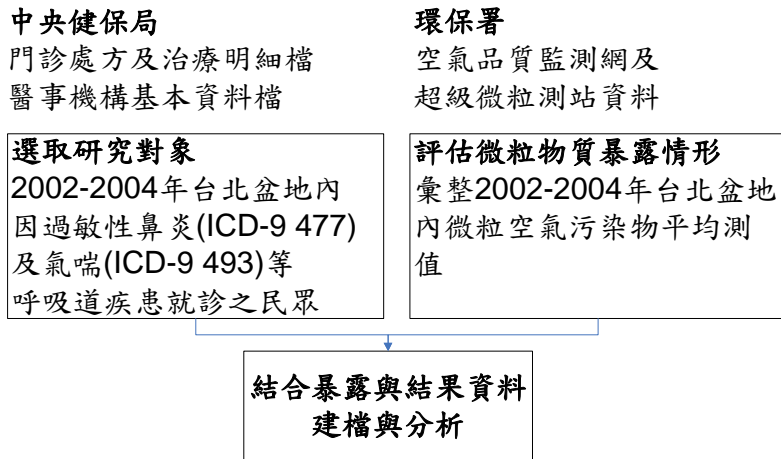 中央健保局
門診處方及治療明細檔
醫事機構基本資料檔
環保署
空氣品質監測網及
超級微粒測站資料
選取研究對象
2002-2004年台北盆地內
因過敏性鼻炎(ICD-9 477)
及氣喘(ICD-9 493)等
呼吸道疾患就診之民眾
評估微粒物質暴露情形
彙整2002-2004年台北盆地
內微粒空氣污染物平均測
值
結合暴露與結果資料
建檔與分析